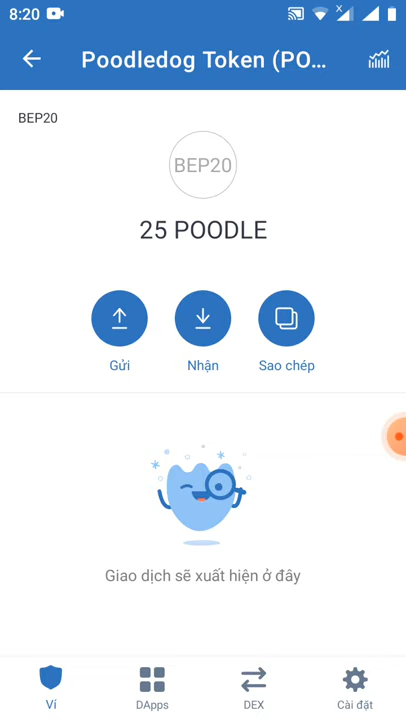 8:20
Poodledog Token (PO...
BEP20
BEP20
25 POODLE
Gửi
Nhận
Sao chép
Giao dịch sẽ xuất hiện ở đây
Ví
DApps
DEX
Cài đặt